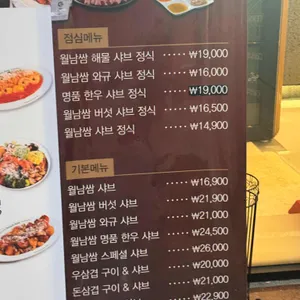 점심메뉴
월남쌈 해물 샤브 정식 ····· ₩19,000
월남쌈 와규 샤브 정식 ···· ₩16,000
명품 한우 샤브 정식 ····· ₩19,000
월남쌈 버섯 샤브 정식 ···· ₩16,500
월남쌈 샤브 정식 ····· ₩14,900
기본메뉴
월남쌈 샤브 ····· ₩16,900
월남쌈 버섯 샤브 ····· ₩21,900
월남쌈 와규 샤브 ···· ₩21,000
월남쌈 명품 한우 샤브 ···· ₩24,500
월남쌈 스페셜 샤브 ···· ₩26,000
우삼겹 구이 & 샤브 ···· ₩20,000
돈삼겹 구이 & 샤브 ···· ₩21,000
₩22,900